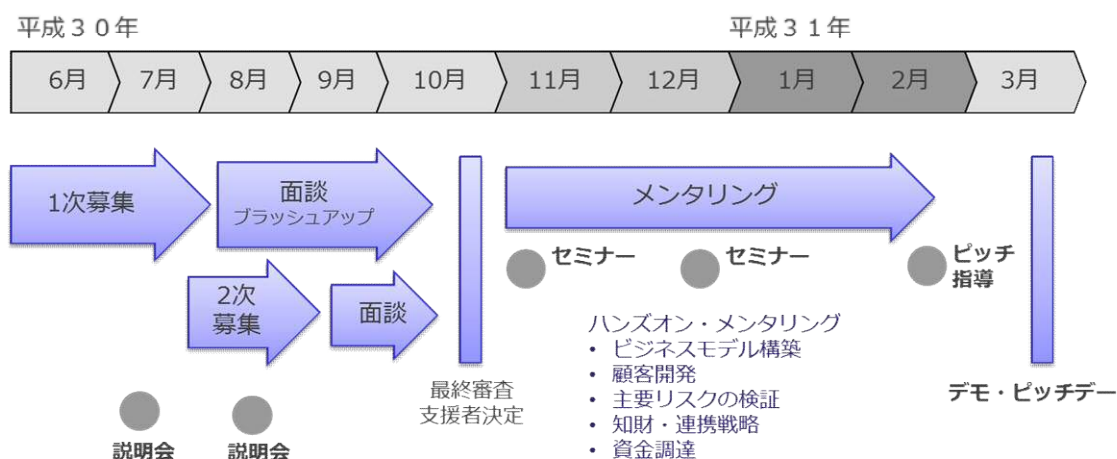 平成３０年
平成３１年
6月
7月
8月
9月
10月
11月
12月
1月
2月
3月
1次募集
面談
ブラッシュアップ
メンタリング
セミナー
セミナー
ピッチ
指導
2次
募集
面談
最終審査
支援者決定
ハンズオン・メンタリング
• ビジネスモデル構築
• 顧客開発
• 主要リスクの検証
• 知財・連携戦略
• 資金調達
デモ・ピッチデー
説明会
説明会